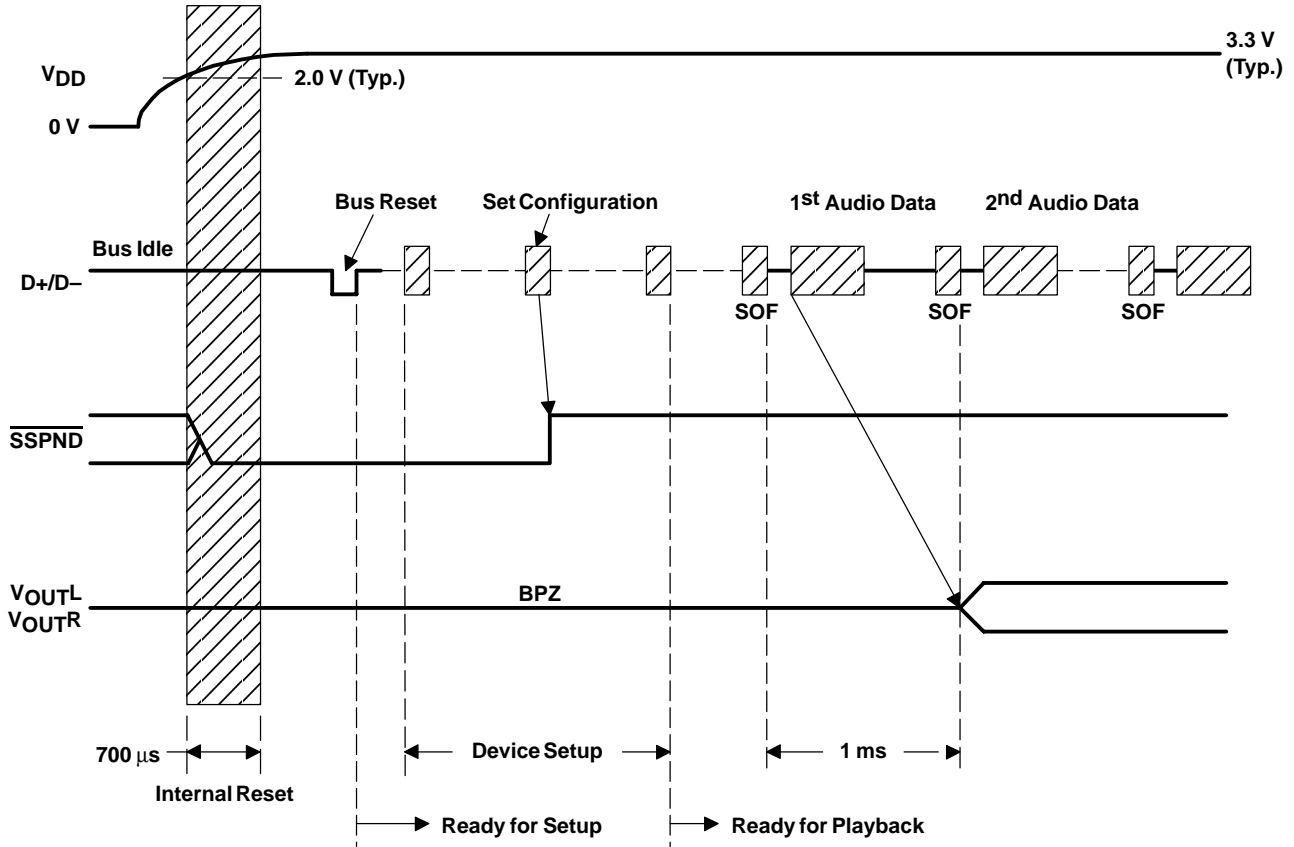 3.3 V
(Typ.)
VDD
2.0 V (Typ.)
0 V
Bus Reset
Set Configuration
1st Audio Data
2nd Audio Data
Bus Idle
D+/D–
SOF
SOF
SOF
SSPND
VOUTL
VOUTR
BPZ
700 μs
Device Setup
1 ms
Internal Reset
Ready for Setup
Ready for Playback